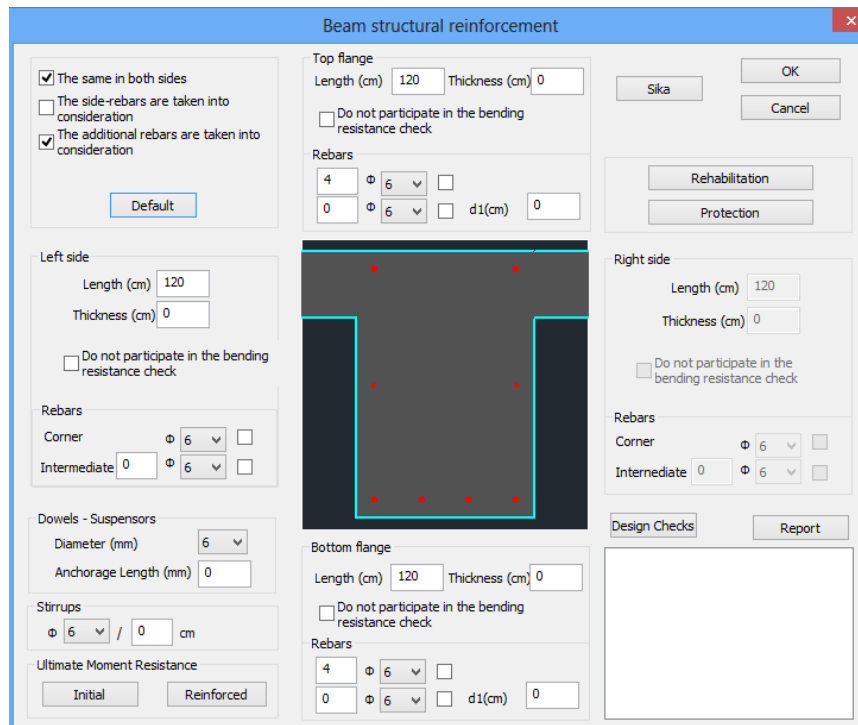 Beam structural reinforcement
×
The same in both sides
The side-rebars are taken into
consideration
The additional rebars are taken into
consideration
Default
Top flange
Length (cm) 120 Thickness (cm) 0
Do not participate in the bending
resistance check
Rebars
4 Φ 6
0 Φ 6 d1(cm) 0
Sika
OK
Cancel
Rehabilitation
Protection
Left side
Length (cm) 120
Thickness (cm) 0
Do not participate in the bending
resistance check
Rebars
Corner Φ 6
Intermediate 0 Φ 6
Right side
Length (cm) 120
Thickness (cm) 0
Do not participate in the
bending resistance check
Rebars
Corner Φ 6
Internediate 0 Φ 6
Dowels - Suspensors
Diameter (mm) 6
Anchorage Length (mm) 0
Stirrups
Φ 6 / 0 cm
Ultimate Moment Resistance
Initial Reinforced
Bottom flange
Length (cm) 120 Thickness (cm) 0
Do not participate in the bending
resistance check
Rebars
4 Φ 6
0 Φ 6 d1(cm) 0
Design Checks Report